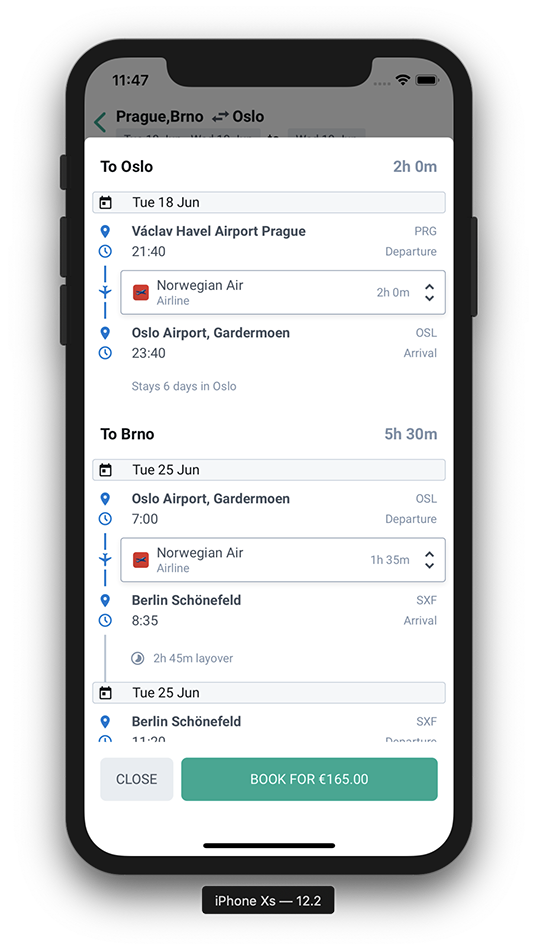 11:47
Prague,Brno Oslo
To Oslo 2h 0m
Tue 18 Jun
Václav Havel Airport Prague PRG
21:40 Departure
Norwegian Air
Airline 2h 0m
Oslo Airport, Gardermoen OSL
23:40 Arrival
Stays 6 days in Oslo
To Brno 5h 30m
Tue 25 Jun
Oslo Airport, Gardermoen OSL
7:00 Departure
Norwegian Air
Airline 1h 35m
Berlin Schönefeld SXF
8:35 Arrival
2h 45m layover
Tue 25 Jun
Berlin Schönefeld SXF
11:20 Departure
CLOSE BOOK FOR €165.00
iPhone Xs — 12.2